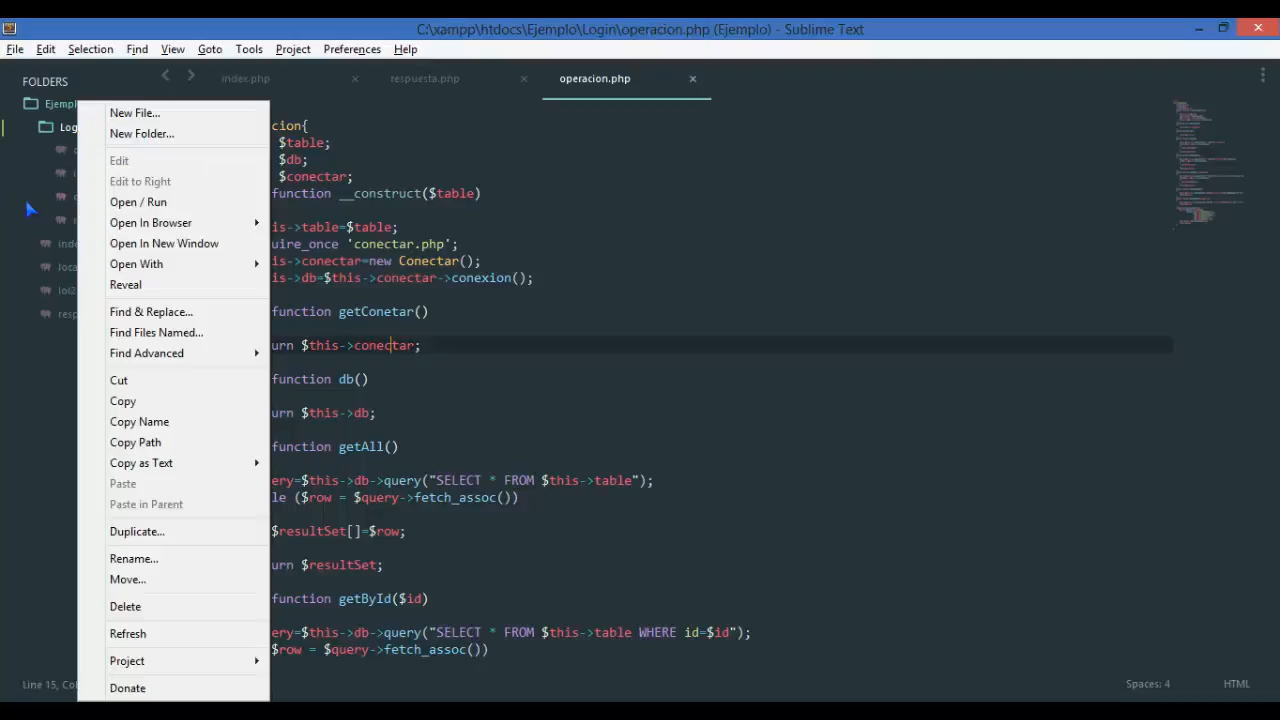 C:\xampp\htdocs\Ejemplo\Login\operacion.php (Ejemplo) - Sublime Text
File Edit Selection Find View Goto Tools Project Preferences Help
FOLDERS
index.php × respuesta.php × operacion.php ×
Ejempl
Log
inde
loca
lol2
resp
New File...
New Folder...
Edit
Edit to Right
Open / Run
Open In Browser
Open In New Window
Open With
Reveal
Find & Replace...
Find Files Named...
Find Advanced
Cut
Copy
Copy Name
Copy Path
Copy as Text
Paste
Paste in Parent
Duplicate...
Rename...
Move...
Delete
Refresh
Project
Donate
cion{
$table;
$db;
$conectar;
function __construct($table)
is->table=$table;
uire_once 'conectar.php';
is->conectar=new Conectar();
is->db=$this->conectar->conexion();
function getConetar()
urn $this->conectar;
function db()
urn $this->db;
function getAll()
ery=$this->db->query("SELECT * FROM $this->table");
le ($row = $query->fetch_assoc())
$resultSet[]=$row;
urn $resultSet;
function getById($id)
ery=$this->db->query("SELECT * FROM $this->table WHERE id=$id");
$row = $query->fetch_assoc())
Line 15, Col Spaces: 4 HTML